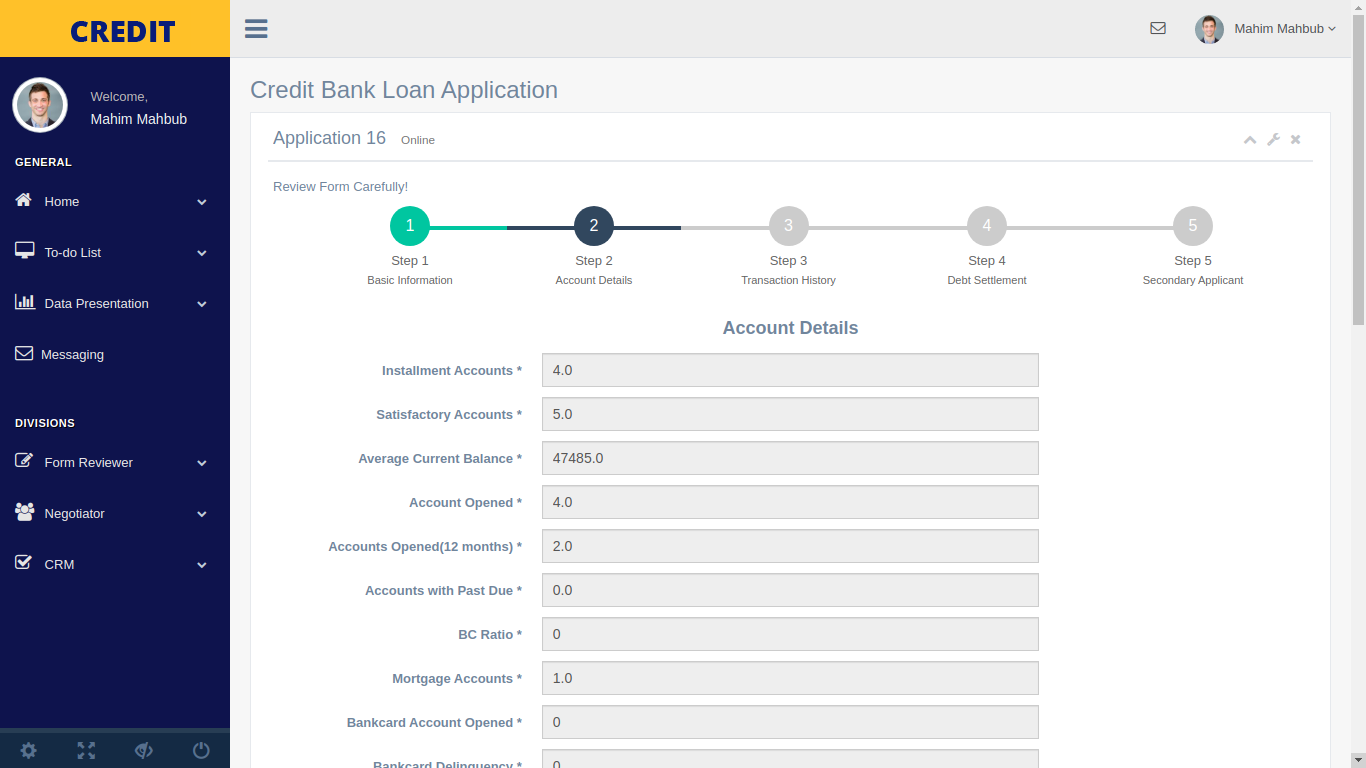 CREDIT
Mahim Mahbub
Welcome,
Mahim Mahbub
GENERAL
Home
To-do List
Data Presentation
Messaging
DIVISIONS
Form Reviewer
Negotiator
CRM
Credit Bank Loan Application
Application 16 Online
Review Form Carefully!
1 2 3 4 5
Step 1 Step 2 Step 3 Step 4 Step 5
Basic Information Account Details Transaction History Debt Settlement Secondary Applicant
Account Details
Installment Accounts * 4.0
Satisfactory Accounts * 5.0
Average Current Balance * 47485.0
Account Opened * 4.0
Accounts Opened(12 months) * 2.0
Accounts with Past Due * 0.0
BC Ratio * 0
Mortgage Accounts * 1.0
Bankcard Account Opened * 0
Bankcard Delinquency * 0